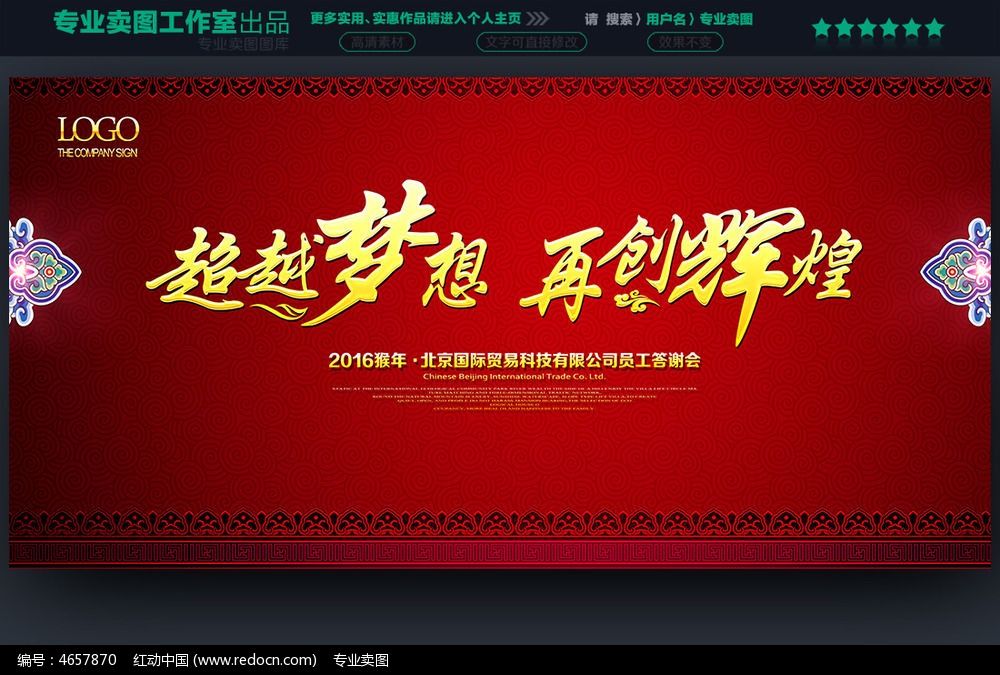 专业卖图工作室出品
专业卖图图库
更多实用、实惠作品请进入个人主页
请 搜索 〉用户名 〉专业卖图
高清素材
文字可直接修改
效果不变
LOGO
THE COMPANY SIGN
超越梦想 再创辉煌
2016猴年·北京国际贸易科技有限公司员工答谢会
Chinese Beijing International Trade Co. Ltd.
编号：4657870 红动中国 (www.redocn.com) 专业卖图